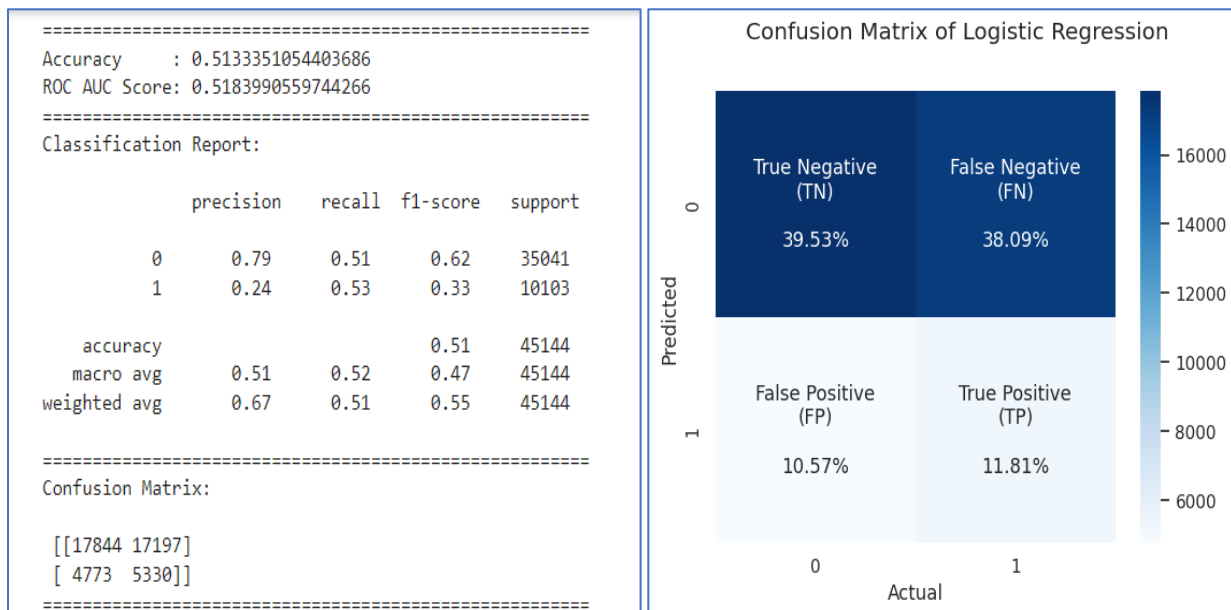 ==========================================================
Accuracy     : 0.5133351054403686
ROC AUC Score: 0.5183990559744266
==========================================================
Classification Report:
precision    recall  f1-score   support
0       0.79      0.51      0.62     35041
1       0.24      0.53      0.33     10103
accuracy                           0.51     45144
macro avg       0.51      0.52      0.47     45144
weighted avg       0.67      0.51      0.55     45144
==========================================================
Confusion Matrix:
[[17844 17197]
[ 4773  5330]]
==========================================================
Confusion Matrix of Logistic Regression
True Negative
(TN)
39.53%
False Negative
(FN)
38.09%
False Positive
(FP)
10.57%
True Positive
(TP)
11.81%
0
1
Predicted
0
1
Actual
16000
14000
12000
10000
8000
6000